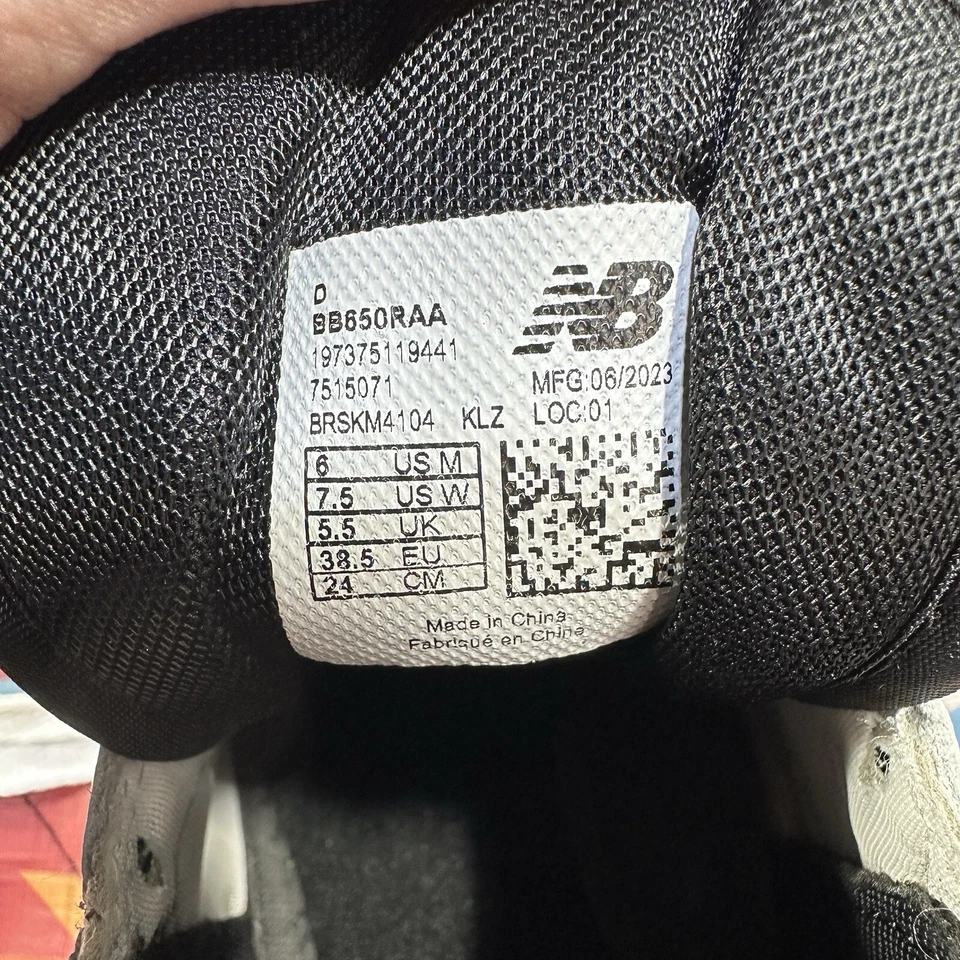 D
BB650RAA
197375119441
7515071
BRSKM4104 KLZ
NB
MFG:06/2023
LOC:01
6 US M
7.5 US W
5.5 UK
38.5 EU
24 CM
Made in China
Fabriqué en Chine